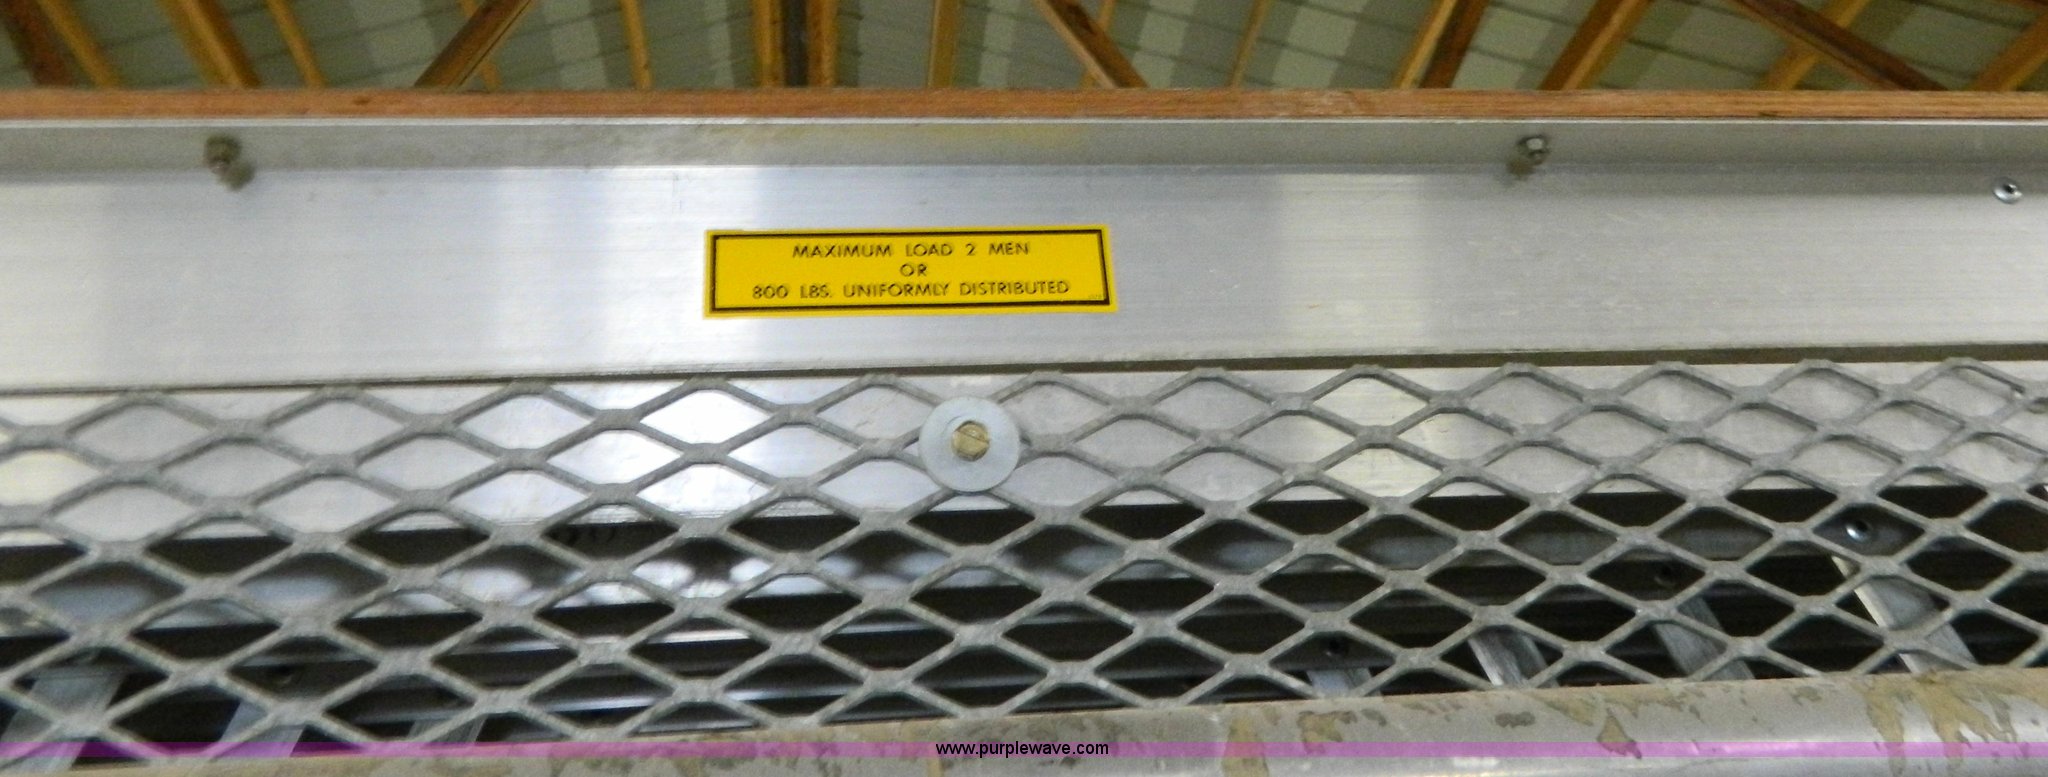 MAXIMUM LOAD 2 MEN
OR
800 LBS. UNIFORMLY DISTRIBUTED
www.purplewave.com